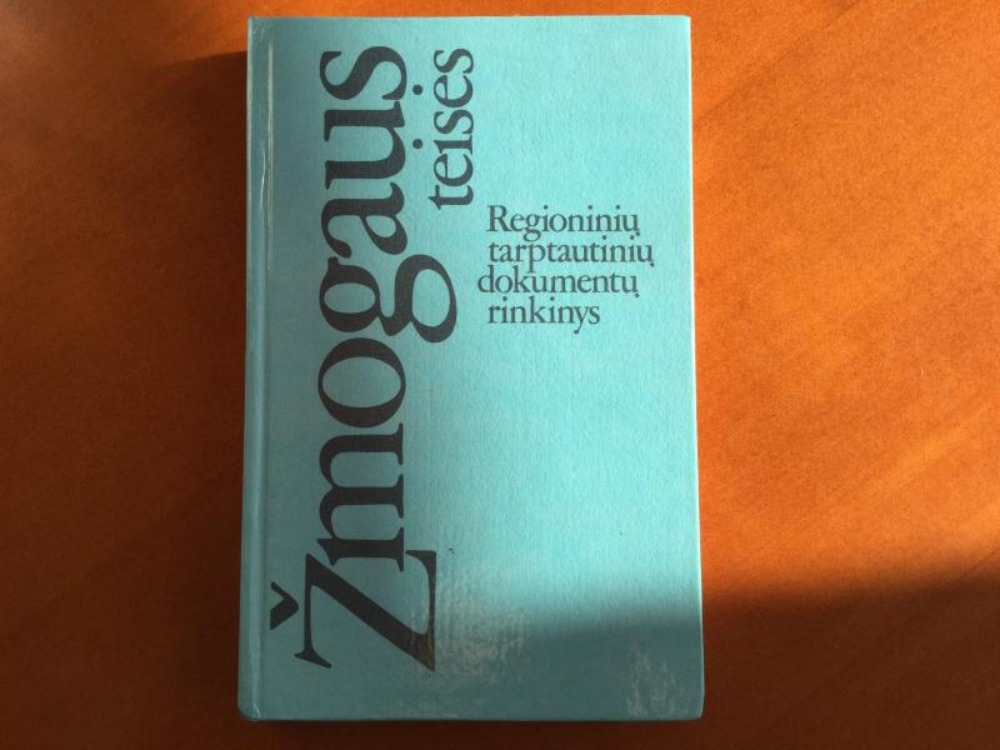 Žmogaus
teisės
Regioninių
tarptautinių
dokumentų
rinkinys